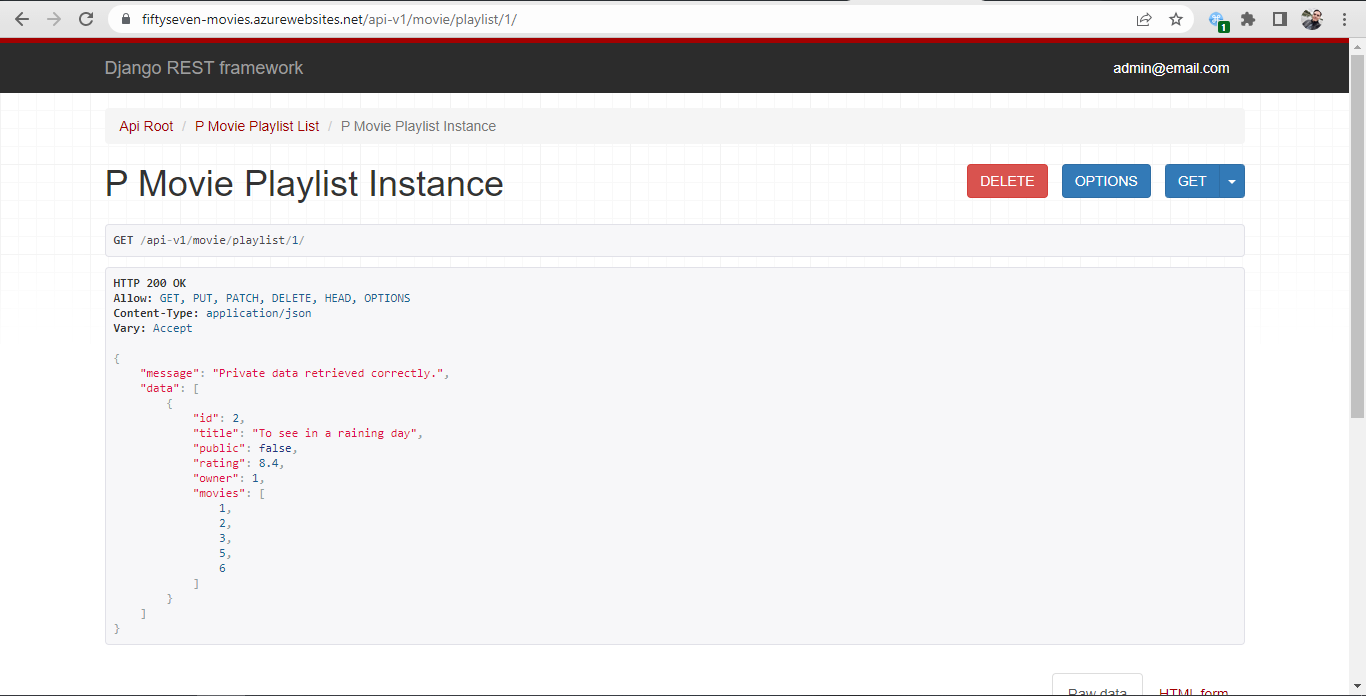 fiftyseven-movies.azurewebsites.net/api-v1/movie/playlist/1/
1
Django REST framework
admin@email.com
Api Root / P Movie Playlist List / P Movie Playlist Instance
P Movie Playlist Instance
DELETE
OPTIONS
GET
GET /api-v1/movie/playlist/1/
HTTP 200 OK
Allow: GET, PUT, PATCH, DELETE, HEAD, OPTIONS
Content-Type: application/json
Vary: Accept
{
    "message": "Private data retrieved correctly.",
    "data": [
        {
            "id": 2,
            "title": "To see in a raining day",
            "public": false,
            "rating": 8.4,
            "owner": 1,
            "movies": [
                1,
                2,
                3,
                5,
                6
            ]
        }
    ]
}
Raw data
HTML form